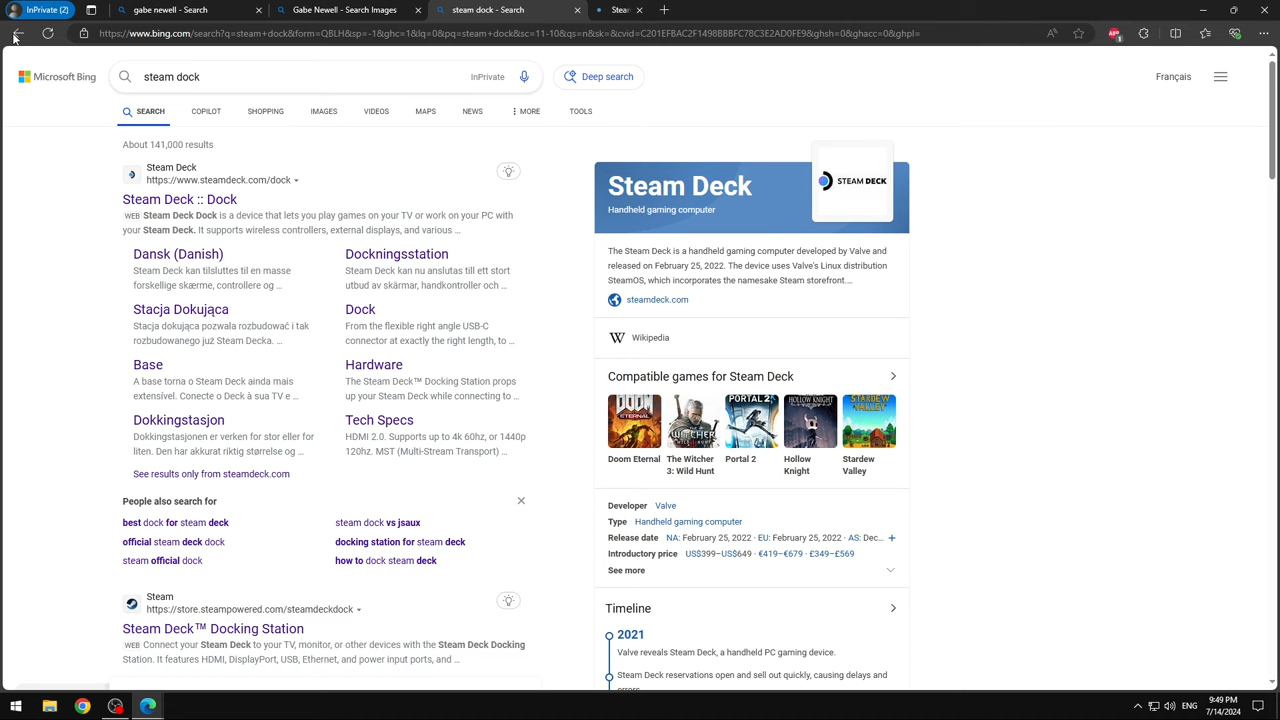 InPrivate (2)
gabe newell - Search
Gabe Newell - Search Images
steam dock - Search
Stear
https://www.bing.com/search?q=steam+dock&form=QBLH&sp=-1&ghc=1&lq=0&pq=steam+dock&sc=11-10&qs=n&sk=&cvid=C201EFBAC2F1498BBBFC78C3E2AD0FE9&ghsh=0&ghacc=0&ghpl=
Microsoft Bing
steam dock
InPrivate
Deep search
Français
SEARCH
COPILOT
SHOPPING
IMAGES
VIDEOS
MAPS
NEWS
MORE
TOOLS
About 141,000 results
Steam Deck
https://www.steamdeck.com/dock
Steam Deck :: Dock
WEB Steam Deck Dock is a device that lets you play games on your TV or work on your PC with
your Steam Deck. It supports wireless controllers, external displays, and various …
Dansk (Danish)
Steam Deck kan tilsluttes til en masse
forskellige skærme, controllere og …
Dockningsstation
Steam Deck kan nu anslutas till ett stort
utbud av skärmar, handkontroller och …
Stacja Dokująca
Stacja dokująca pozwala rozbudować i tak
rozbudowanego już Steam Decka. …
Dock
From the flexible right angle USB-C
connector at exactly the right length, to …
Base
A base torna o Steam Deck ainda mais
extensível. Conecte o Deck à sua TV e …
Hardware
The Steam Deck™ Docking Station props
up your Steam Deck while connecting to …
Dokkingstasjon
Dokkingstasjonen er verken for stor eller for
liten. Den har akkurat riktig størrelse og …
Tech Specs
HDMI 2.0. Supports up to 4k 60hz, or 1440p
120hz. MST (Multi-Stream Transport) …
See results only from steamdeck.com
People also search for
best dock for steam deck
steam dock vs jsaux
official steam deck dock
docking station for steam deck
steam official dock
how to dock steam deck
Steam
https://store.steampowered.com/steamdeckdock
Steam Deck™ Docking Station
WEB Connect your Steam Deck to your TV, monitor, or other devices with the Steam Deck Docking
Station. It features HDMI, DisplayPort, USB, Ethernet, and power input ports, and …
Steam Deck
Handheld gaming computer
STEAM DECK
The Steam Deck is a handheld gaming computer developed by Valve and
released on February 25, 2022. The device uses Valve's Linux distribution
SteamOS, which incorporates the namesake Steam storefront.…
steamdeck.com
W Wikipedia
Compatible games for Steam Deck
Doom Eternal
The Witcher
3: Wild Hunt
Portal 2
Hollow
Knight
Stardew
Valley
Developer Valve
Type Handheld gaming computer
Release date NA: February 25, 2022 · EU: February 25, 2022 · AS: Dec…
Introductory price US$399–US$649 · €419–€679 · £349–£569
See more
Timeline
2021
Valve reveals Steam Deck, a handheld PC gaming device.
Steam Deck reservations open and sell out quickly, causing delays and
errors.
ENG
9:49 PM
7/14/2024